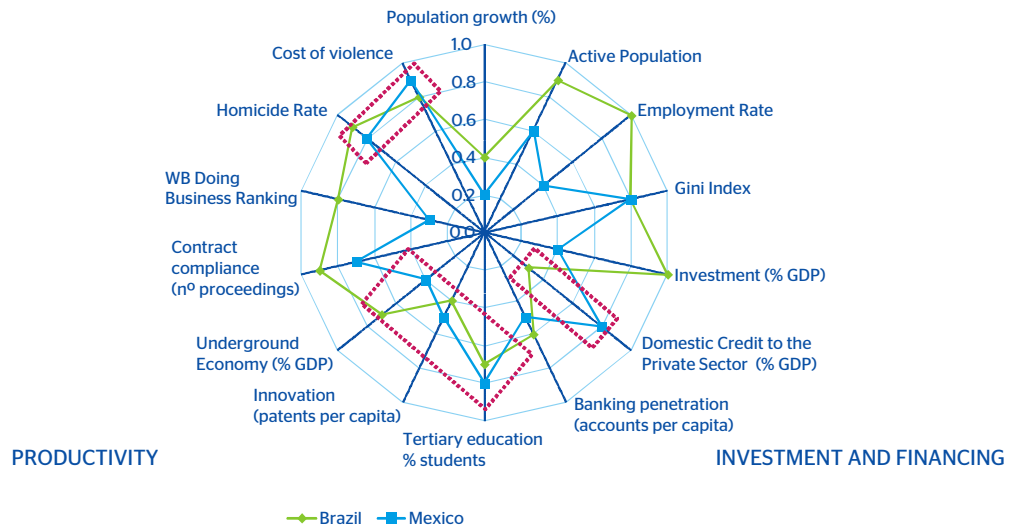 Population growth (%)
1.0
Cost of violence
Active Population
0.8
Homicide Rate
Employment Rate
0.6
0.4
WB Doing
Business Ranking
Gini Index
0.2
0.0
Contract
compliance
(nº proceedings)
Investment (% GDP)
Underground
Economy (% GDP)
Domestic Credit to the
Private Sector (% GDP)
Innovation
(patents per capita)
Banking penetration
(accounts per capita)
Tertiary education
% students
PRODUCTIVITY
INVESTMENT AND FINANCING
Brazil
Mexico